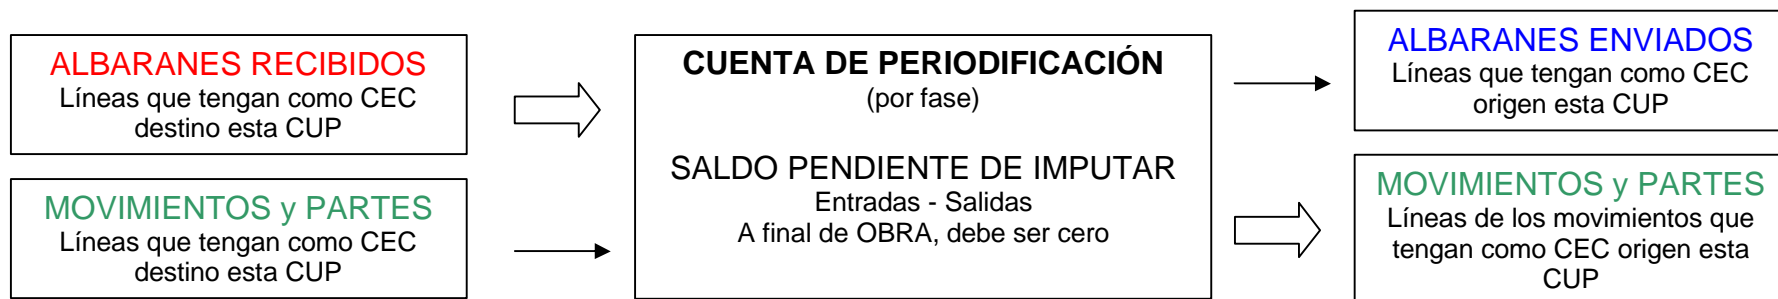 ALBARANES RECIBIDOS
Líneas que tengan como CEC
destino esta CUP
MOVIMIENTOS y PARTES
Líneas que tengan como CEC
destino esta CUP
CUENTA DE PERIODIFICACIÓN
(por fase)
SALDO PENDIENTE DE IMPUTAR
Entradas - Salidas
A final de OBRA, debe ser cero
ALBARANES ENVIADOS
Líneas que tengan como CEC
origen esta CUP
MOVIMIENTOS y PARTES
Líneas de los movimientos que
tengan como CEC origen esta
CUP